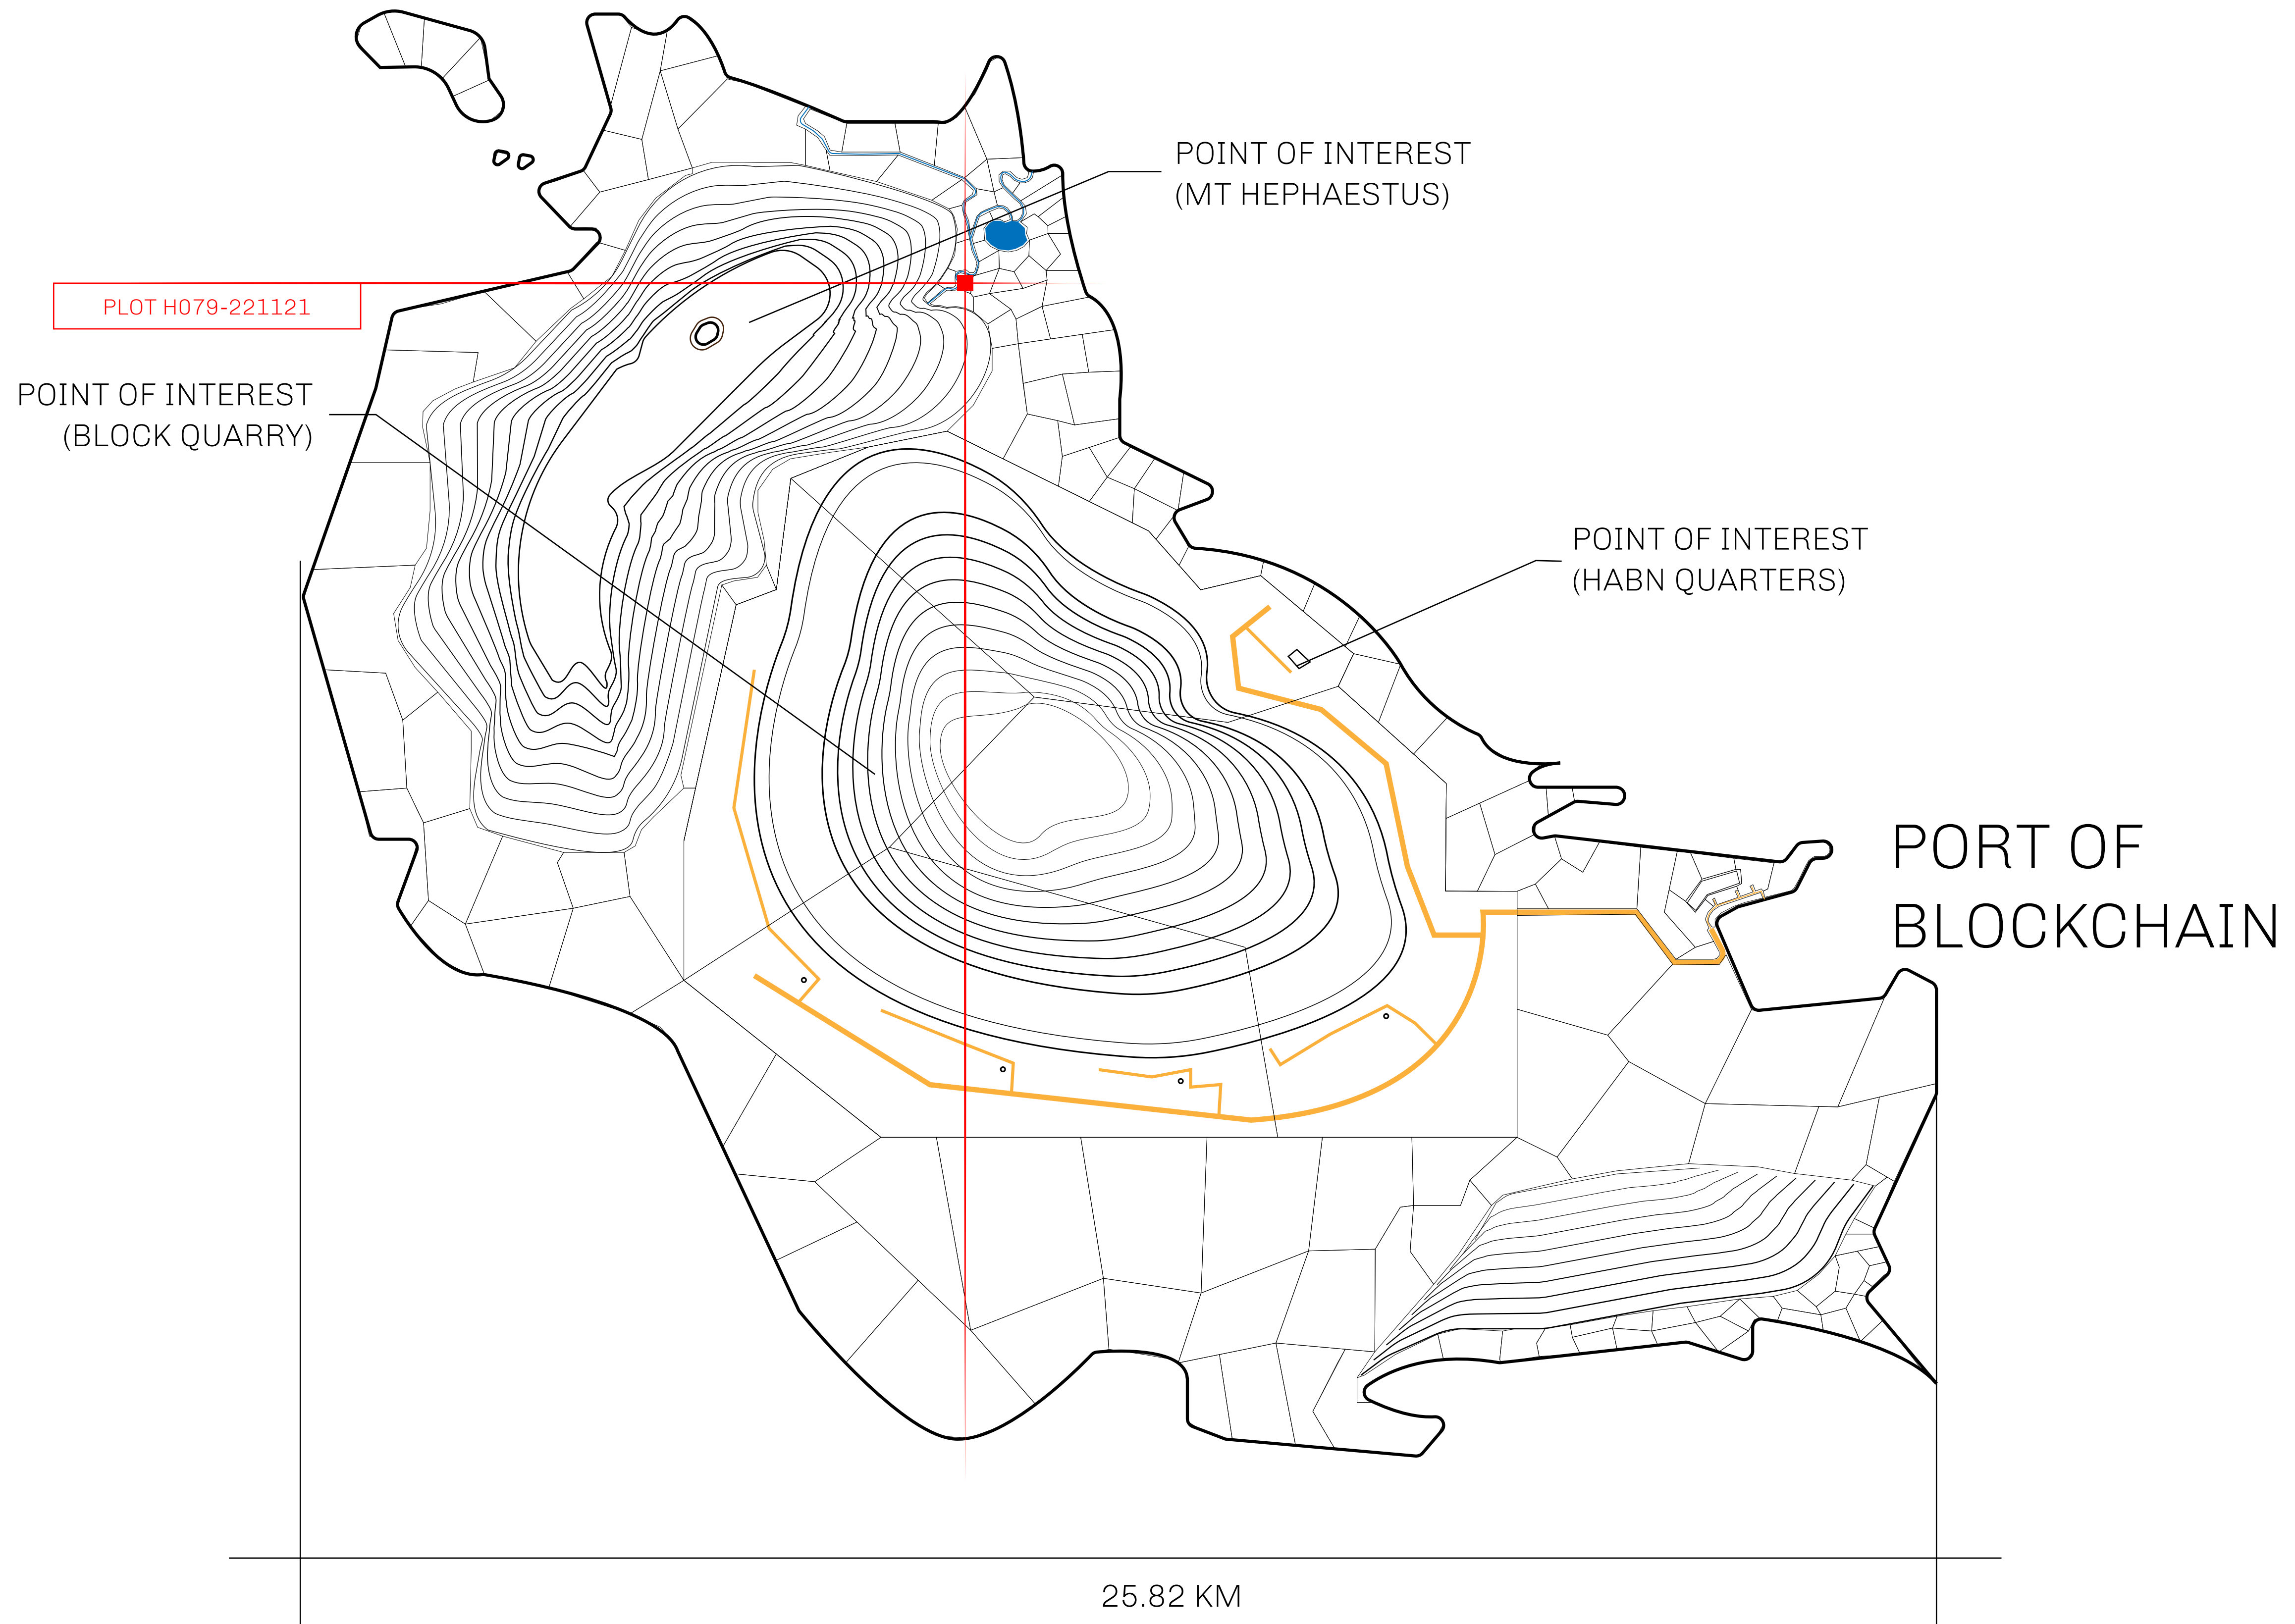 POINT OF INTEREST
(MT HEPHAESTUS)
PLOT H079-221121
POINT OF INTEREST
(BLOCK QUARRY)
POINT OF INTEREST
(HABN QUARTERS)
PORT OF
BLOCKCHAIN
25.82 KM